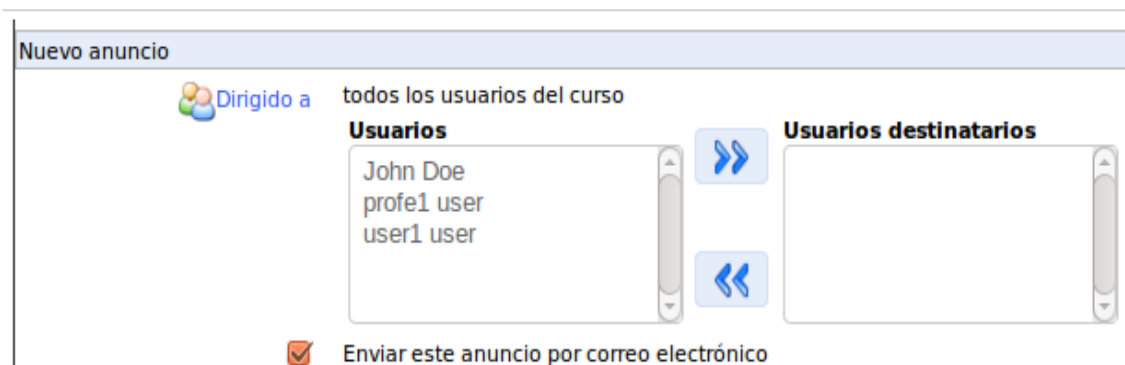 Nuevo anuncio
Dirigido a todos los usuarios del curso
Usuarios
John Doe
profe1 user
user1 user
Usuarios destinatarios
Enviar este anuncio por correo electrónico